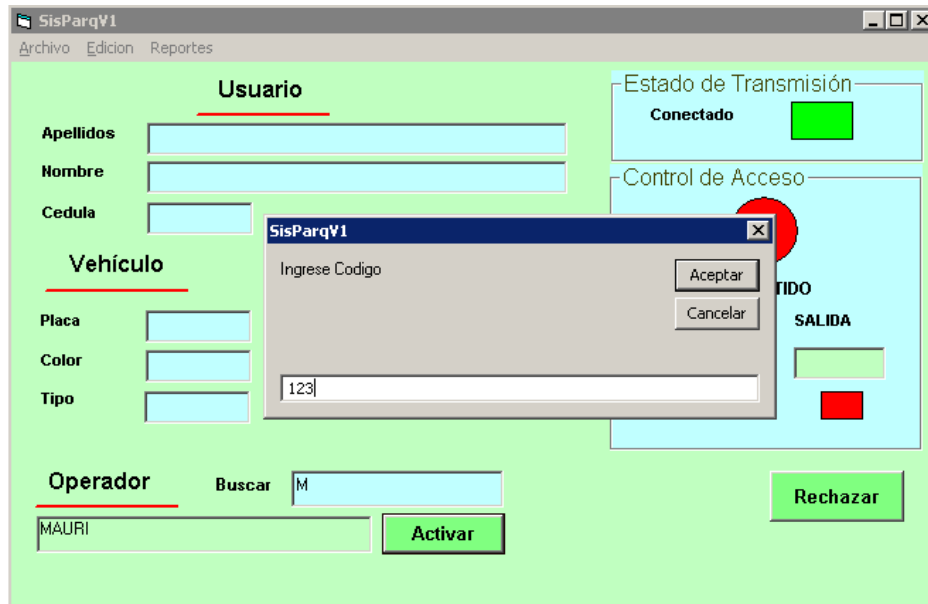 SisParqV1
Archivo Edicion Reportes
Usuario
Apellidos
Nombre
Cedula
Vehículo
Placa
Color
Tipo
Estado de Transmisión
Conectado
Control de Acceso
TIDO
SALIDA
SisParqV1
Ingrese Codigo
Aceptar
Cancelar
123
Operador
Buscar M
MAURI
Activar
Rechazar